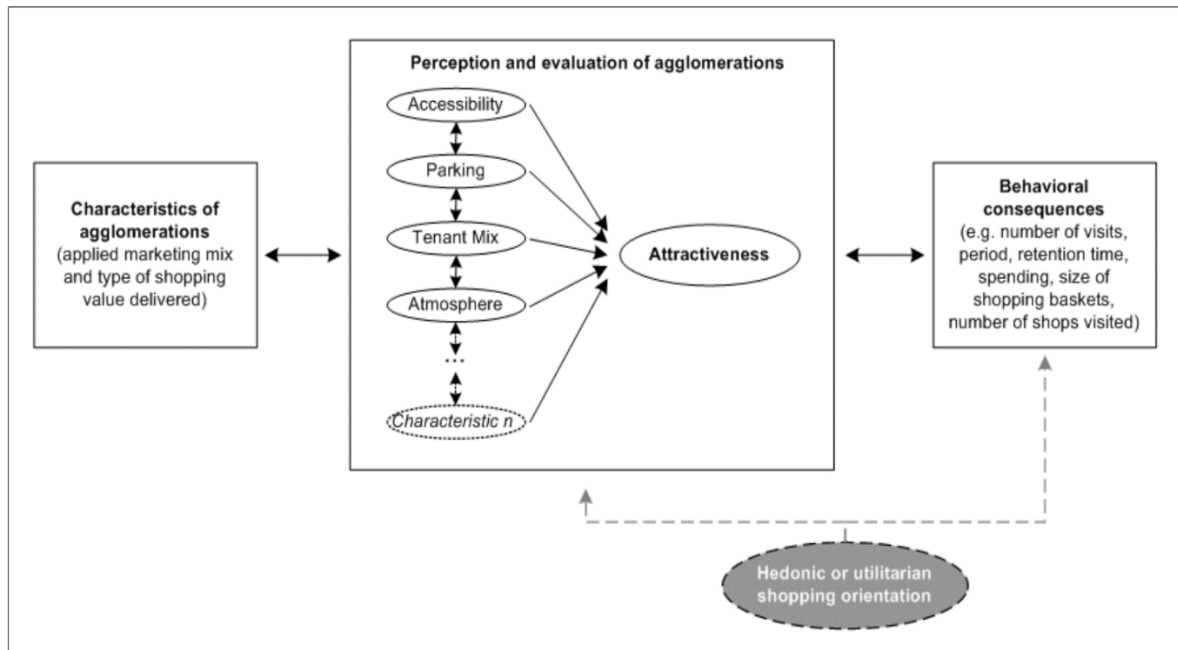 Perception and evaluation of agglomerations
Accessibility
Parking
Tenant Mix
Atmosphere
...
Characteristic n
Attractiveness
Characteristics of
agglomerations
(applied marketing mix
and type of shopping
value delivered)
Behavioral
consequences
(e.g. number of visits,
period, retention time,
spending, size of
shopping baskets,
number of shops visited)
Hedonic or utilitarian
shopping orientation